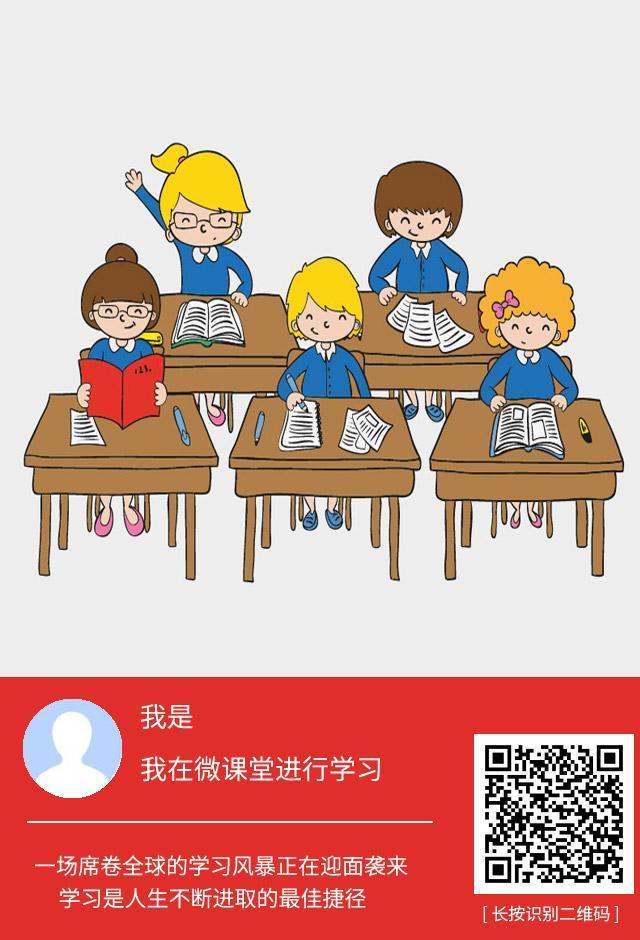 123,
我是
我在微课堂进行学习
一场席卷全球的学习风暴正在迎面袭来
学习是人生不断进取的最佳捷径
[ 长按识别二维码 ]